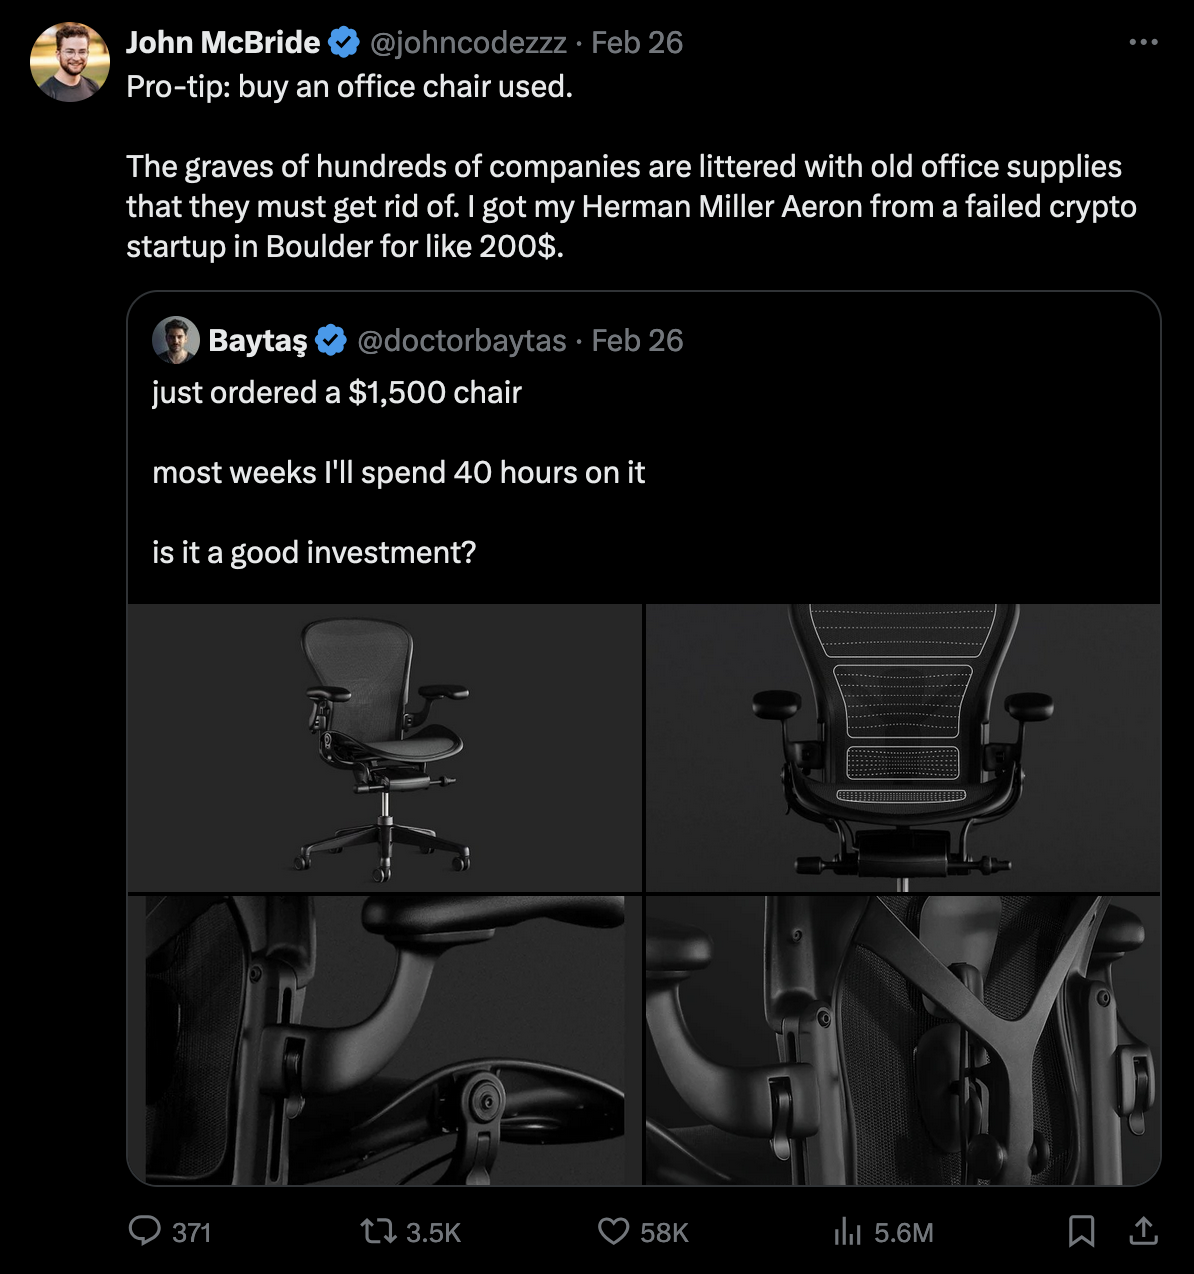 John McBride @johncodezzz · Feb 26
Pro-tip: buy an office chair used.
The graves of hundreds of companies are littered with old office supplies
that they must get rid of. I got my Herman Miller Aeron from a failed crypto
startup in Boulder for like 200$.
Baytaş @doctorbaytas · Feb 26
just ordered a $1,500 chair
most weeks I'll spend 40 hours on it
is it a good investment?
371 3.5K 58K 5.6M